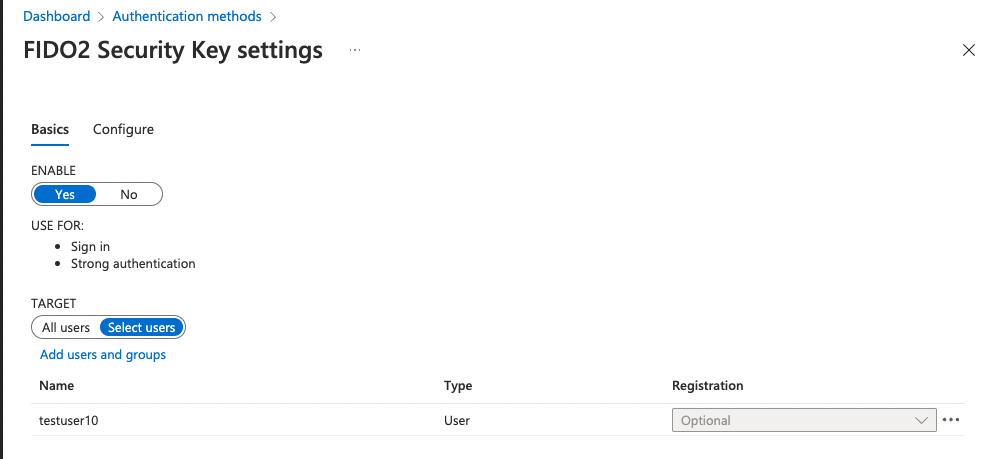 Dashboard > Authentication methods >
FIDO2 Security Key settings ...
Basics Configure
ENABLE
Yes No
USE FOR:
• Sign in
• Strong authentication
TARGET
All users Select users
Add users and groups
Name Type Registration
testuser10 User Optional